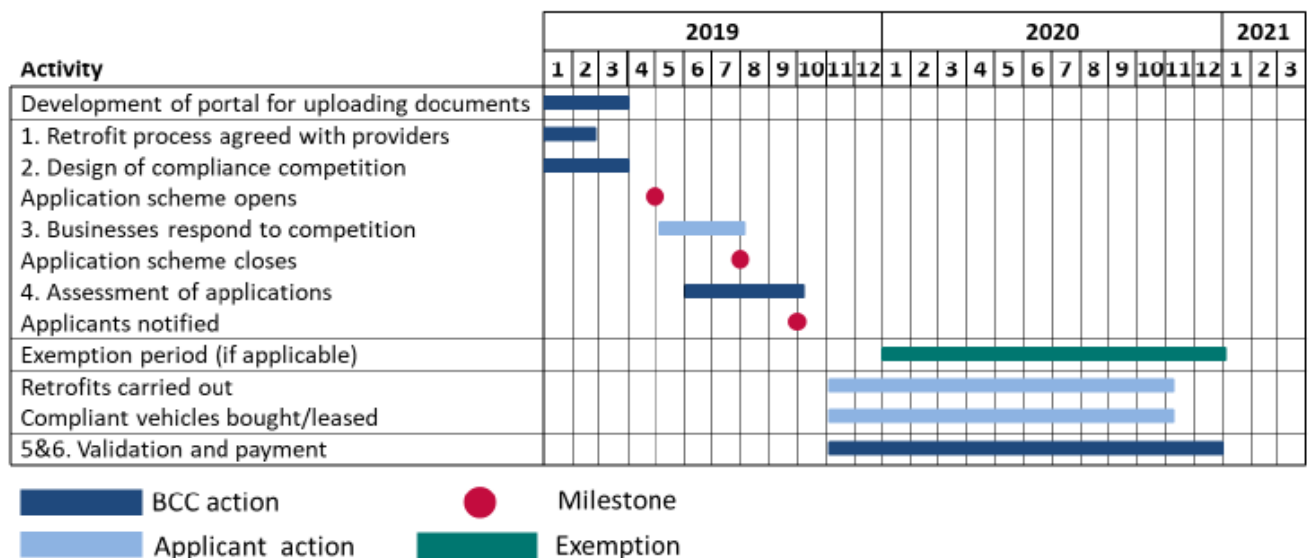 2019 2020 2021
Activity 1 2 3 4 5 6 7 8 9 10 11 12 1 2 3 4 5 6 7 8 9 10 11 12 1 2 3
Development of portal for uploading documents
1. Retrofit process agreed with providers
2. Design of compliance competition
Application scheme opens
3. Businesses respond to competition
Application scheme closes
4. Assessment of applications
Applicants notified
Exemption period (if applicable)
Retrofits carried out
Compliant vehicles bought/leased
5&6. Validation and payment
BCC action Milestone
Applicant action Exemption